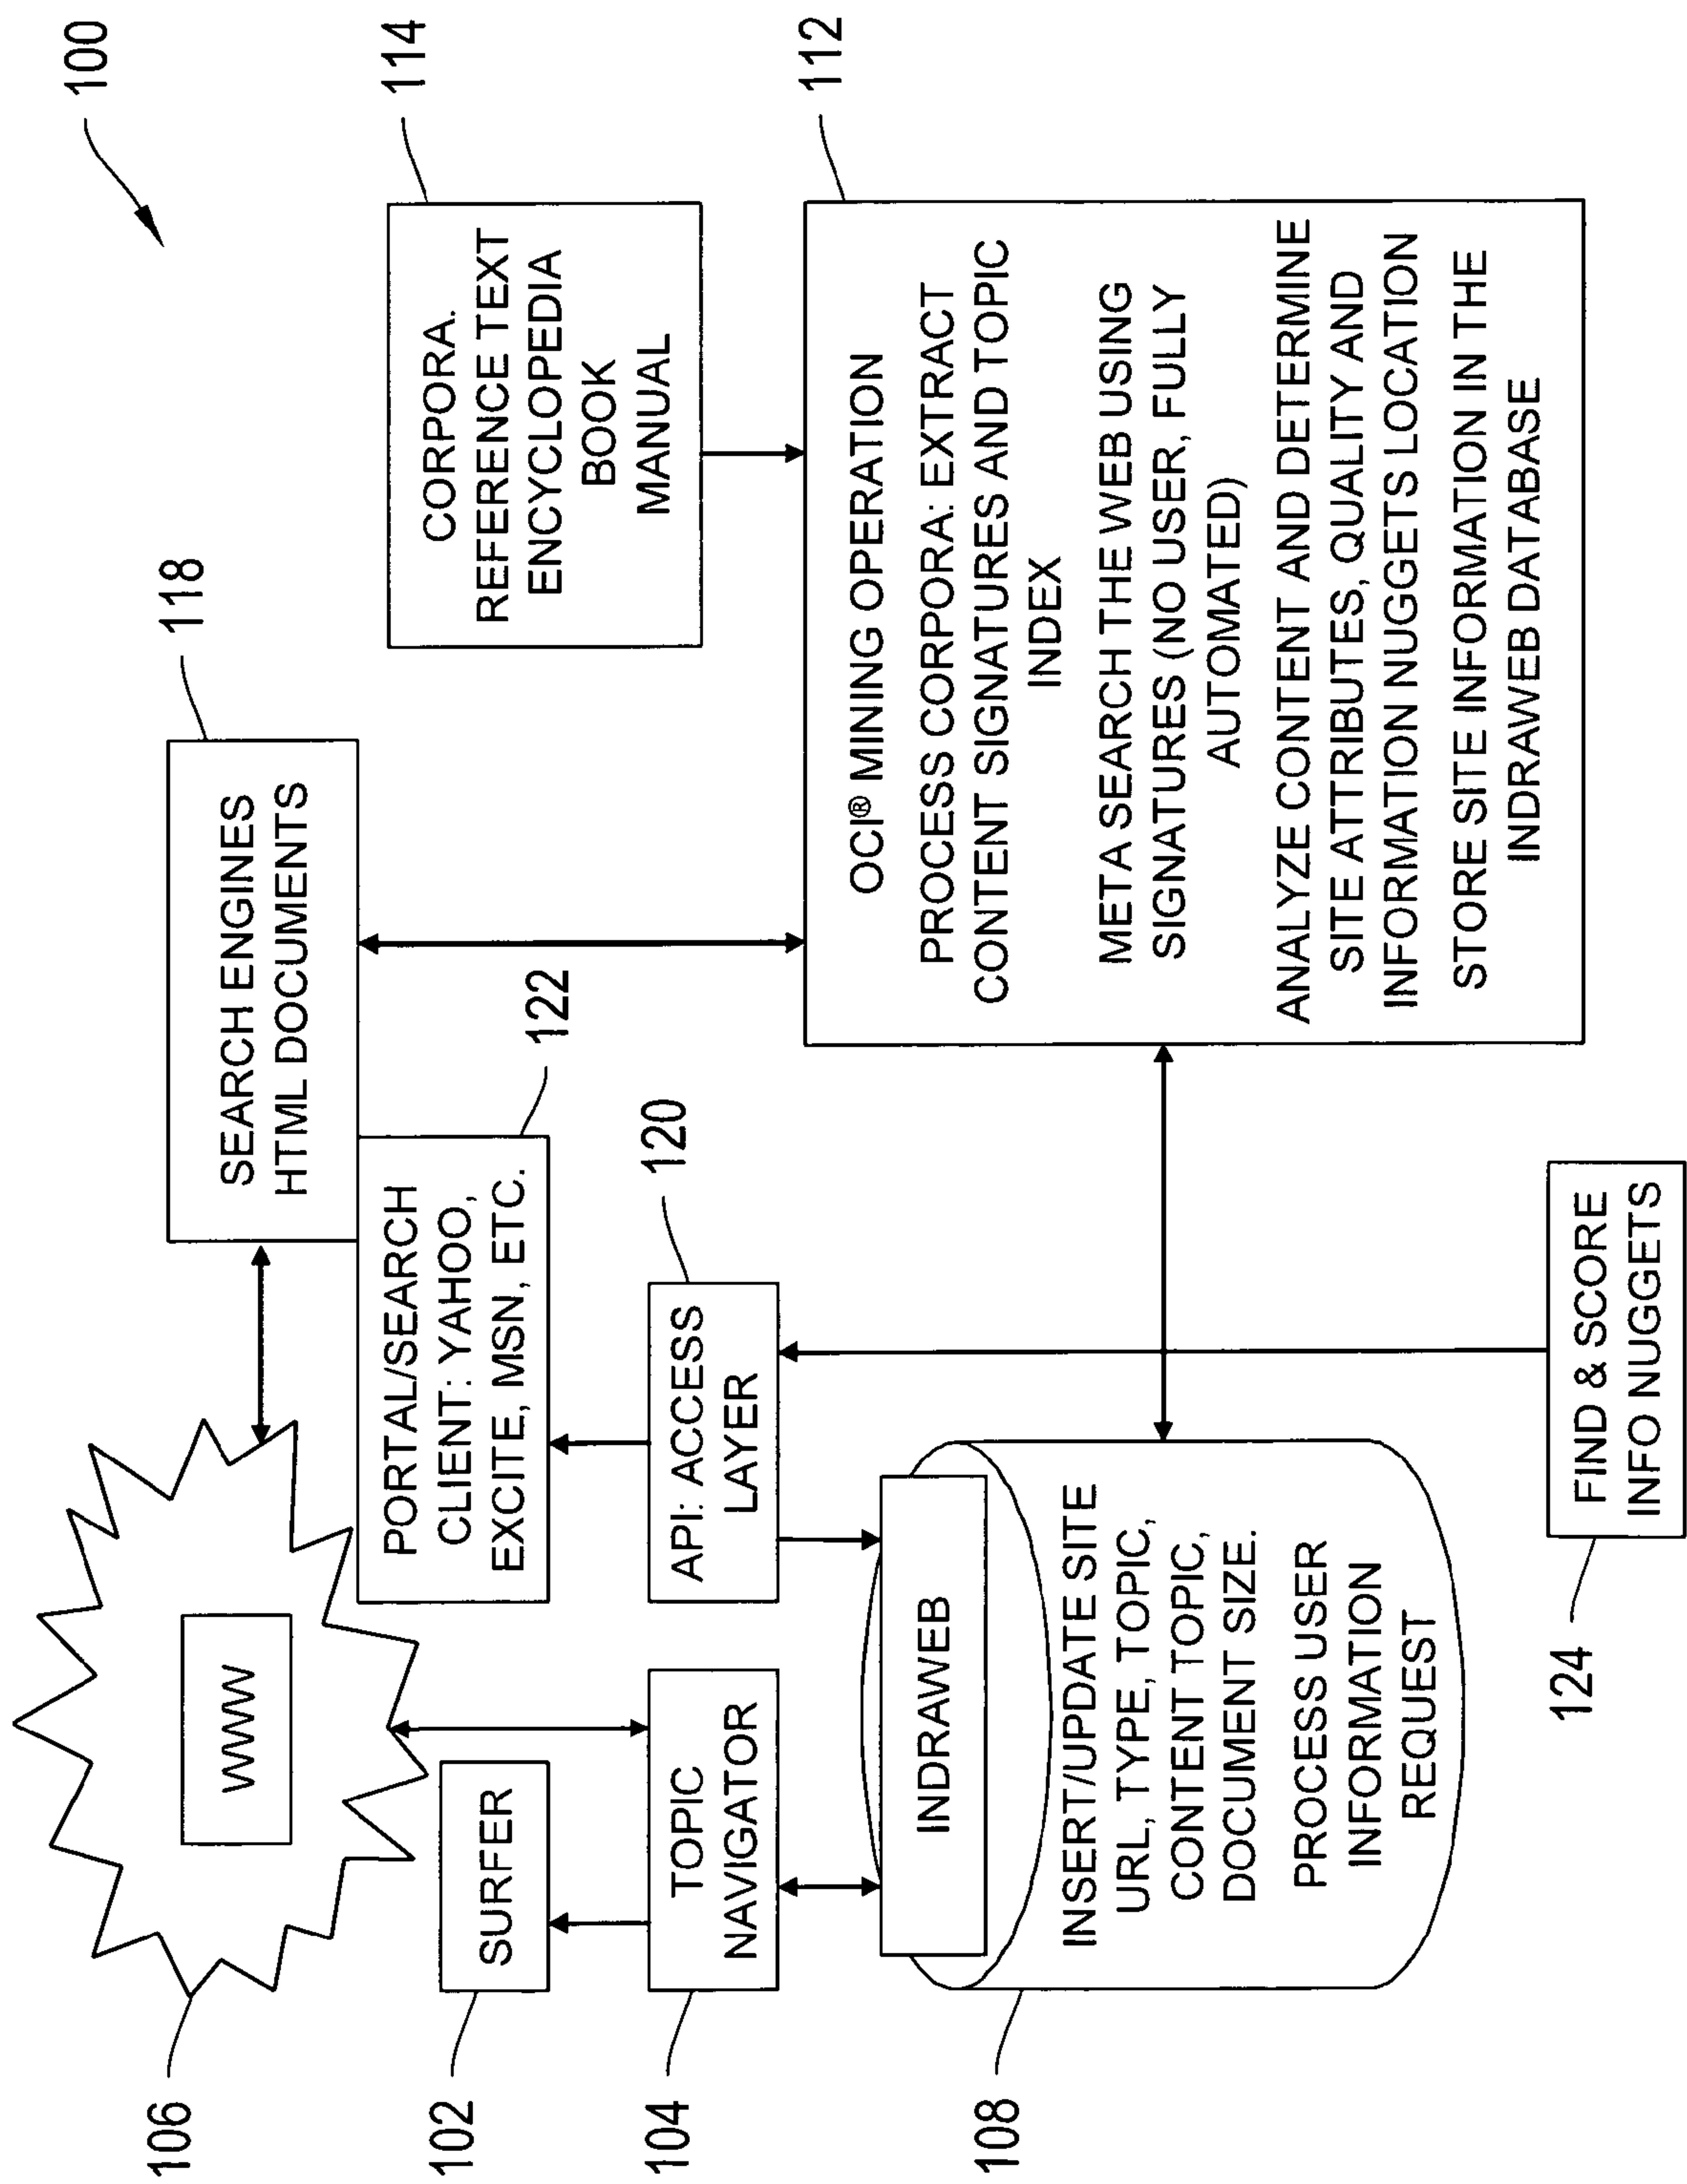 100
106
WWW
118
SEARCH ENGINES
HTML DOCUMENTS
114
CORPORA.
REFERENCE TEXT
ENCYCLOPEDIA
BOOK
MANUAL
122
PORTAL/SEARCH
CLIENT: YAHOO,
EXCITE, MSN, ETC.
102
SURFER
104
TOPIC
NAVIGATOR
120
API: ACCESS
LAYER
112
OCI® MINING OPERATION
PROCESS CORPORA: EXTRACT
CONTENT SIGNATURES AND TOPIC
INDEX
META SEARCH THE WEB USING
SIGNATURES (NO USER, FULLY
AUTOMATED)
ANALYZE CONTENT AND DETERMINE
SITE ATTRIBUTES, QUALITY AND
INFORMATION NUGGETS LOCATION
STORE SITE INFORMATION IN THE
INDRAWEB DATABASE
108
INDRAWEB
INSERT/UPDATE SITE
URL, TYPE, TOPIC,
CONTENT TOPIC,
DOCUMENT SIZE.
PROCESS USER
INFORMATION
REQUEST
124
FIND & SCORE
INFO NUGGETS